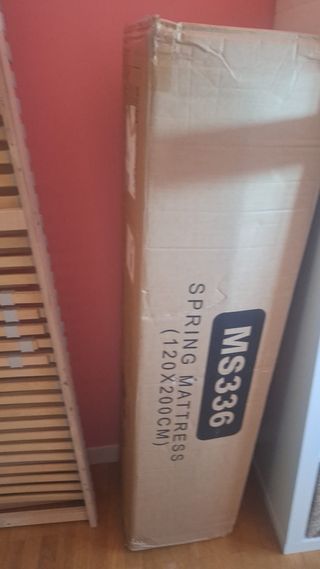 MS336
SPRING MATTRESS
(120X200CM)